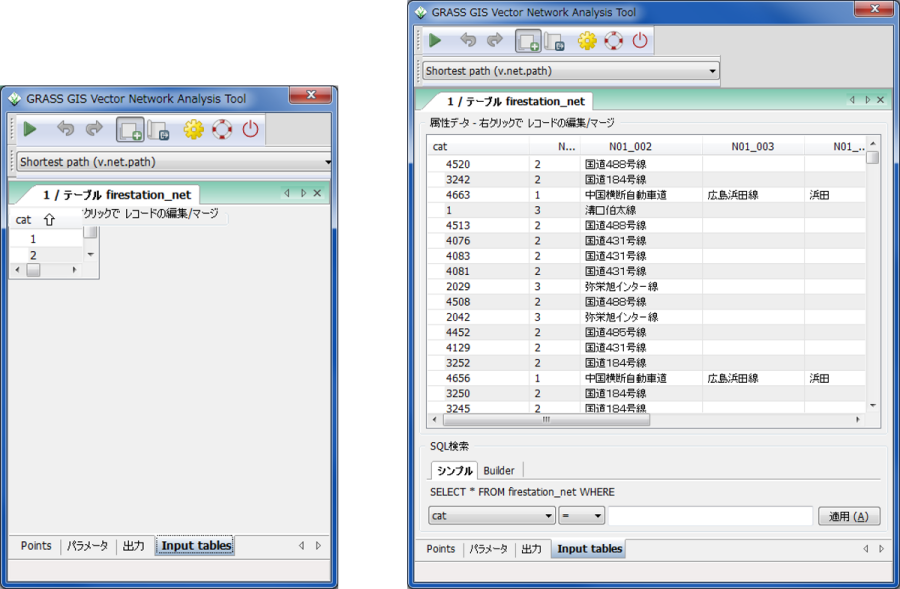 GRASS GIS Vector Network Analysis Tool
Shortest path (v.net.path)
1 / テーブル firestation_net
クリックで レコードの編集/マージ
cat
1
2
Points パラメータ 出力 Input tables
GRASS GIS Vector Network Analysis Tool
Shortest path (v.net.path)
1 / テーブル firestation_net
属性データ - 右クリックで レコードの編集/マージ
cat N... N01_002 N01_003 N01_...
4520 2 国道488号線
3242 2 国道184号線
4663 1 中国横断自動車道 広島浜田線 浜田
1 3 溝口伯太線
4513 2 国道488号線
4076 2 国道431号線
4083 2 国道431号線
4081 2 国道431号線
2029 3 弥栄旭インター線
4508 2 国道488号線
2042 3 弥栄旭インター線
4452 2 国道485号線
4129 2 国道431号線
3252 2 国道184号線
4656 1 中国横断自動車道 広島浜田線 浜田
3250 2 国道184号線
3245 2 国道184号線
SQL検索
シンプル Builder
SELECT * FROM firestation_net WHERE
cat = 適用 (A)
Points パラメータ 出力 Input tables